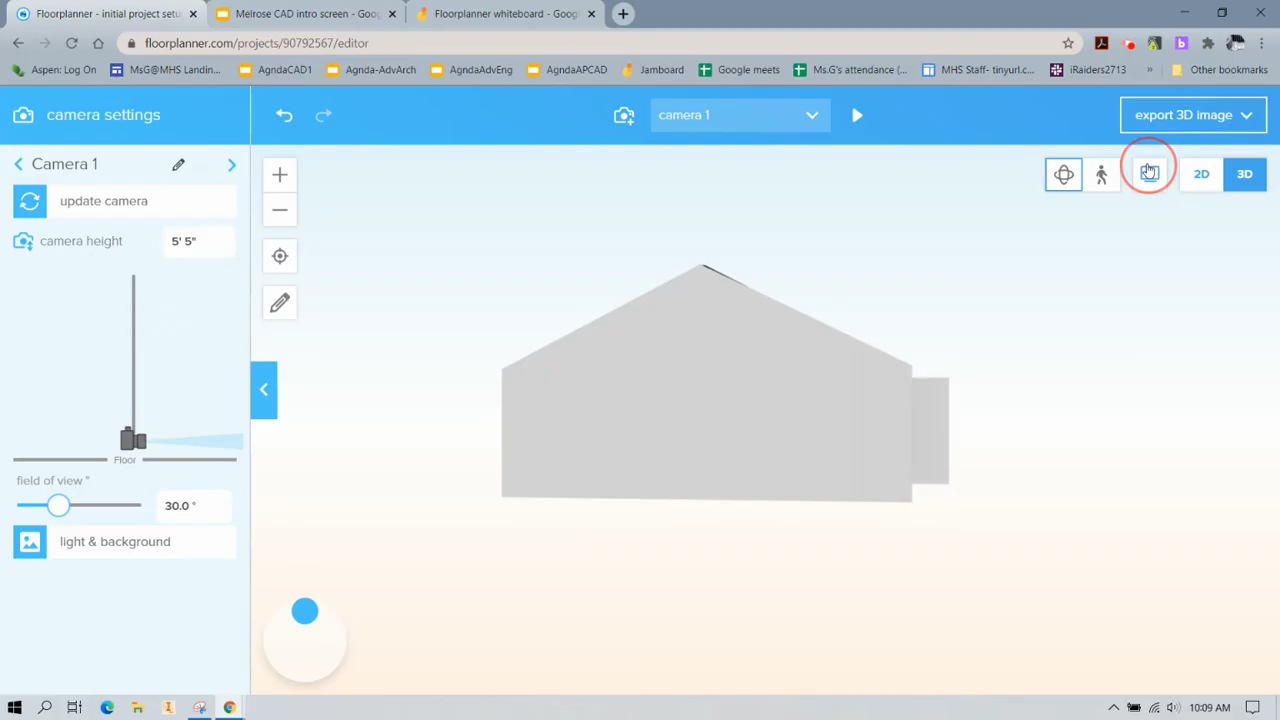 Floorplanner - initial project setu
Melrose CAD intro screen - Goo
Floorplanner whiteboard - Googl
floorplanner.com/projects/90792567/editor
Aspen: Log On
MsG@MHS Landin...
AgndaCAD1
Agnda-AdvArch
AgendaAdvEng
AgndaAPCAD
Jamboard
Google meets
Ms.G's attendance (...
MHS Staff- tinyurl.c...
iRaiders2713
»
Other bookmarks
camera settings
camera 1
export 3D image
Camera 1
2D
3D
update camera
camera height
5' 5"
Floor
field of view °
30.0 °
light & background
10:09 AM